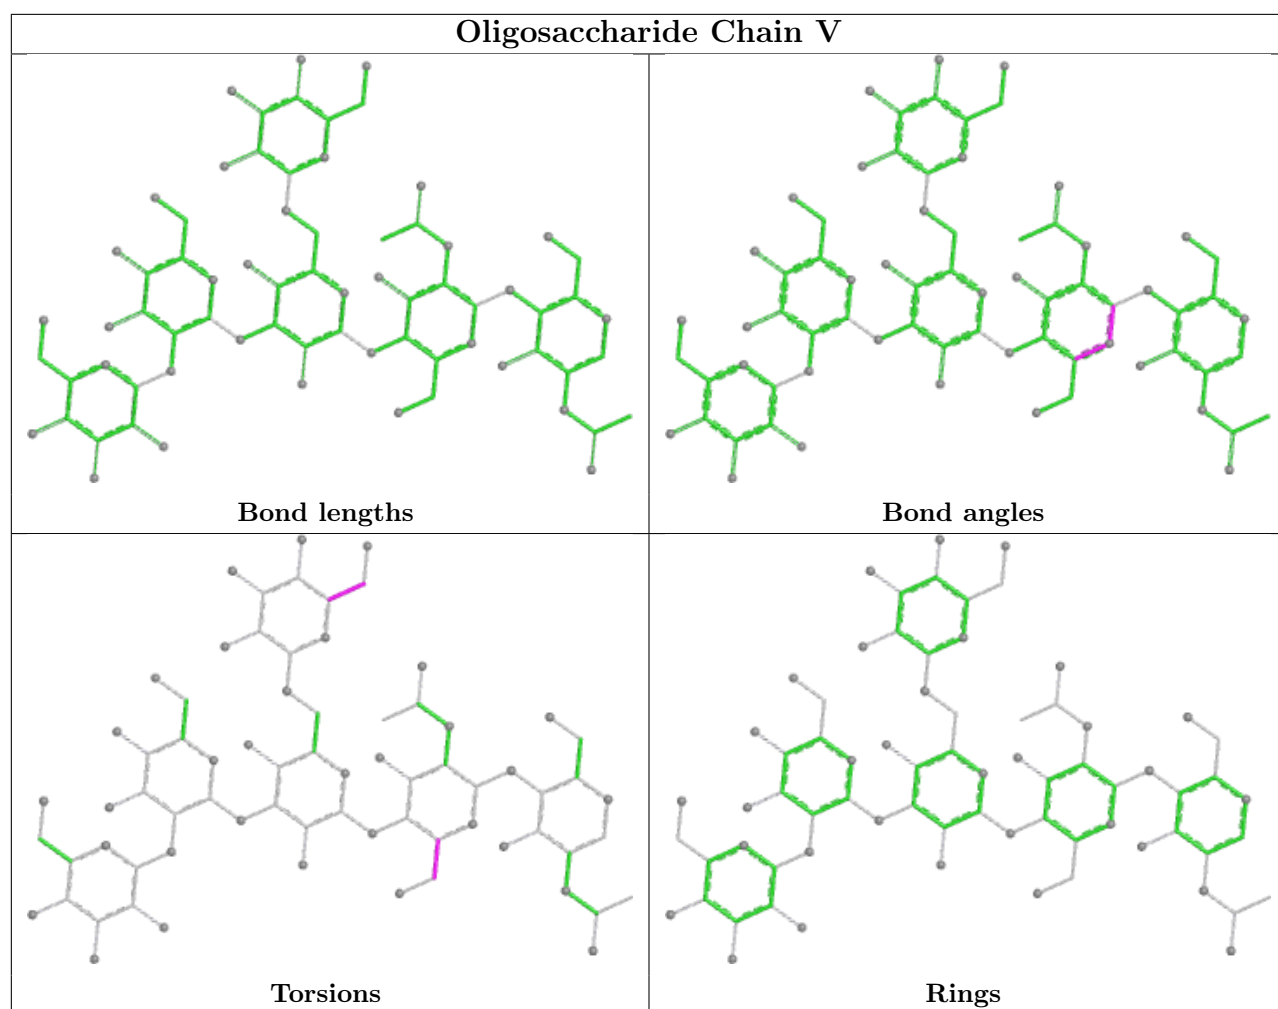 Oligosaccharide Chain V
Bond lengths
Bond angles
Torsions
Rings